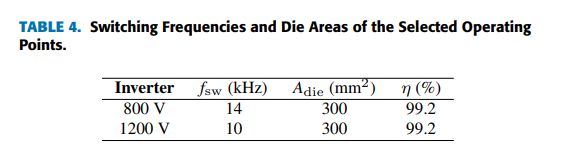 TABLE 4. Switching Frequencies and Die Areas of the Selected Operating
Points.
Inverter fsw (kHz) Adie (mm²) η (%)
800 V 14 300 99.2
1200 V 10 300 99.2